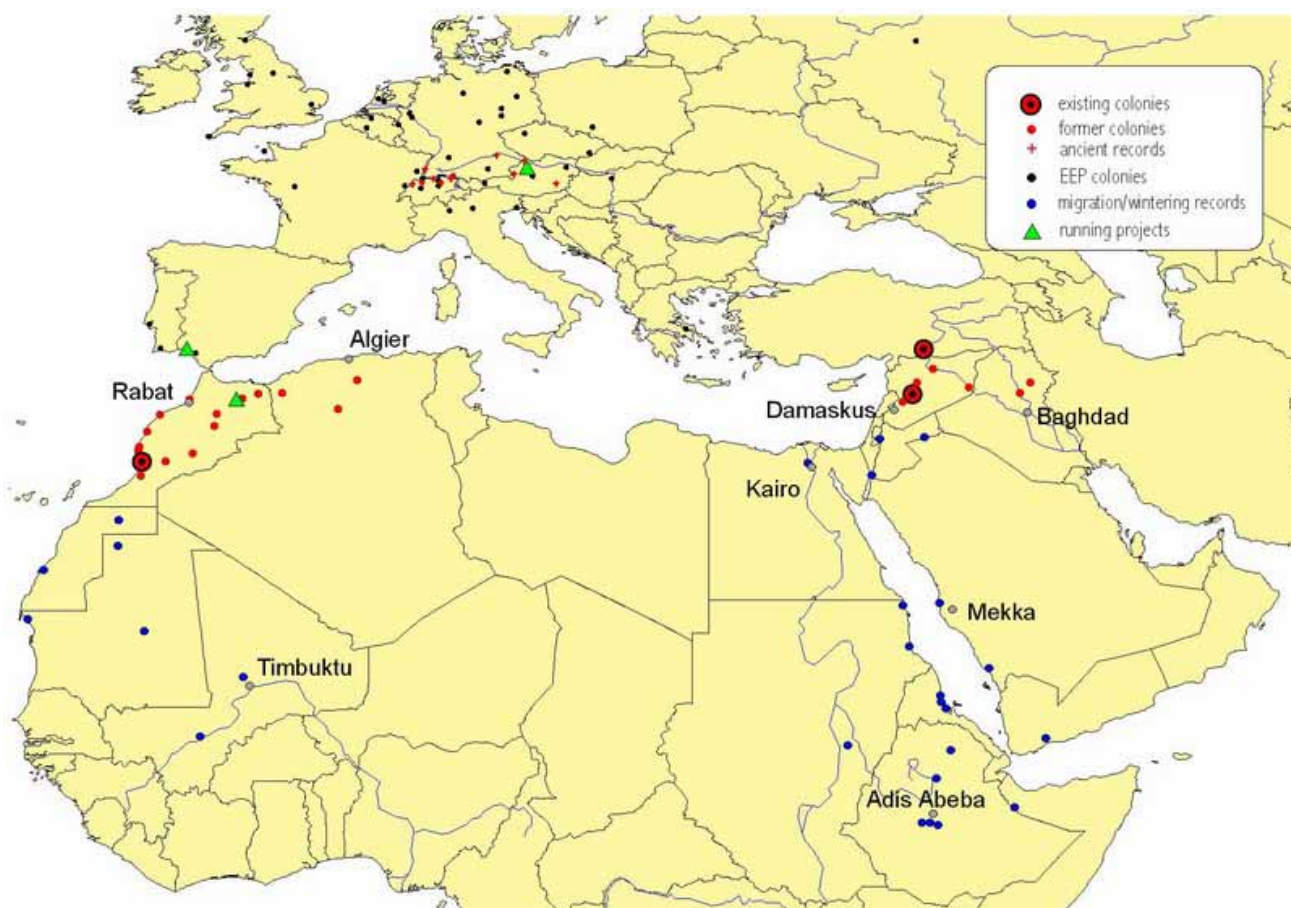 existing colonies
former colonies
ancient records
EEP colonies
migration/wintering records
running projects
Algier
Rabat
Damaskus
Baghdad
Kairo
Mekka
Timbuktu
Adis Abeba